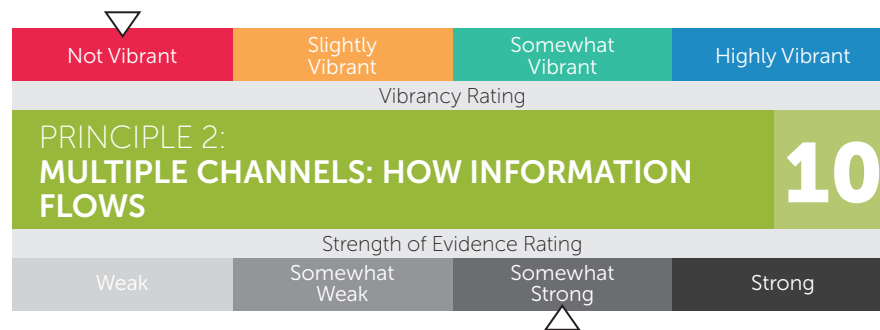 Not Vibrant
Slightly
Vibrant
Somewhat
Vibrant
Highly Vibrant
Vibrancy Rating
PRINCIPLE 2:
MULTIPLE CHANNELS: HOW INFORMATION
FLOWS
10
Strength of Evidence Rating
Weak
Somewhat
Weak
Somewhat
Strong
Strong